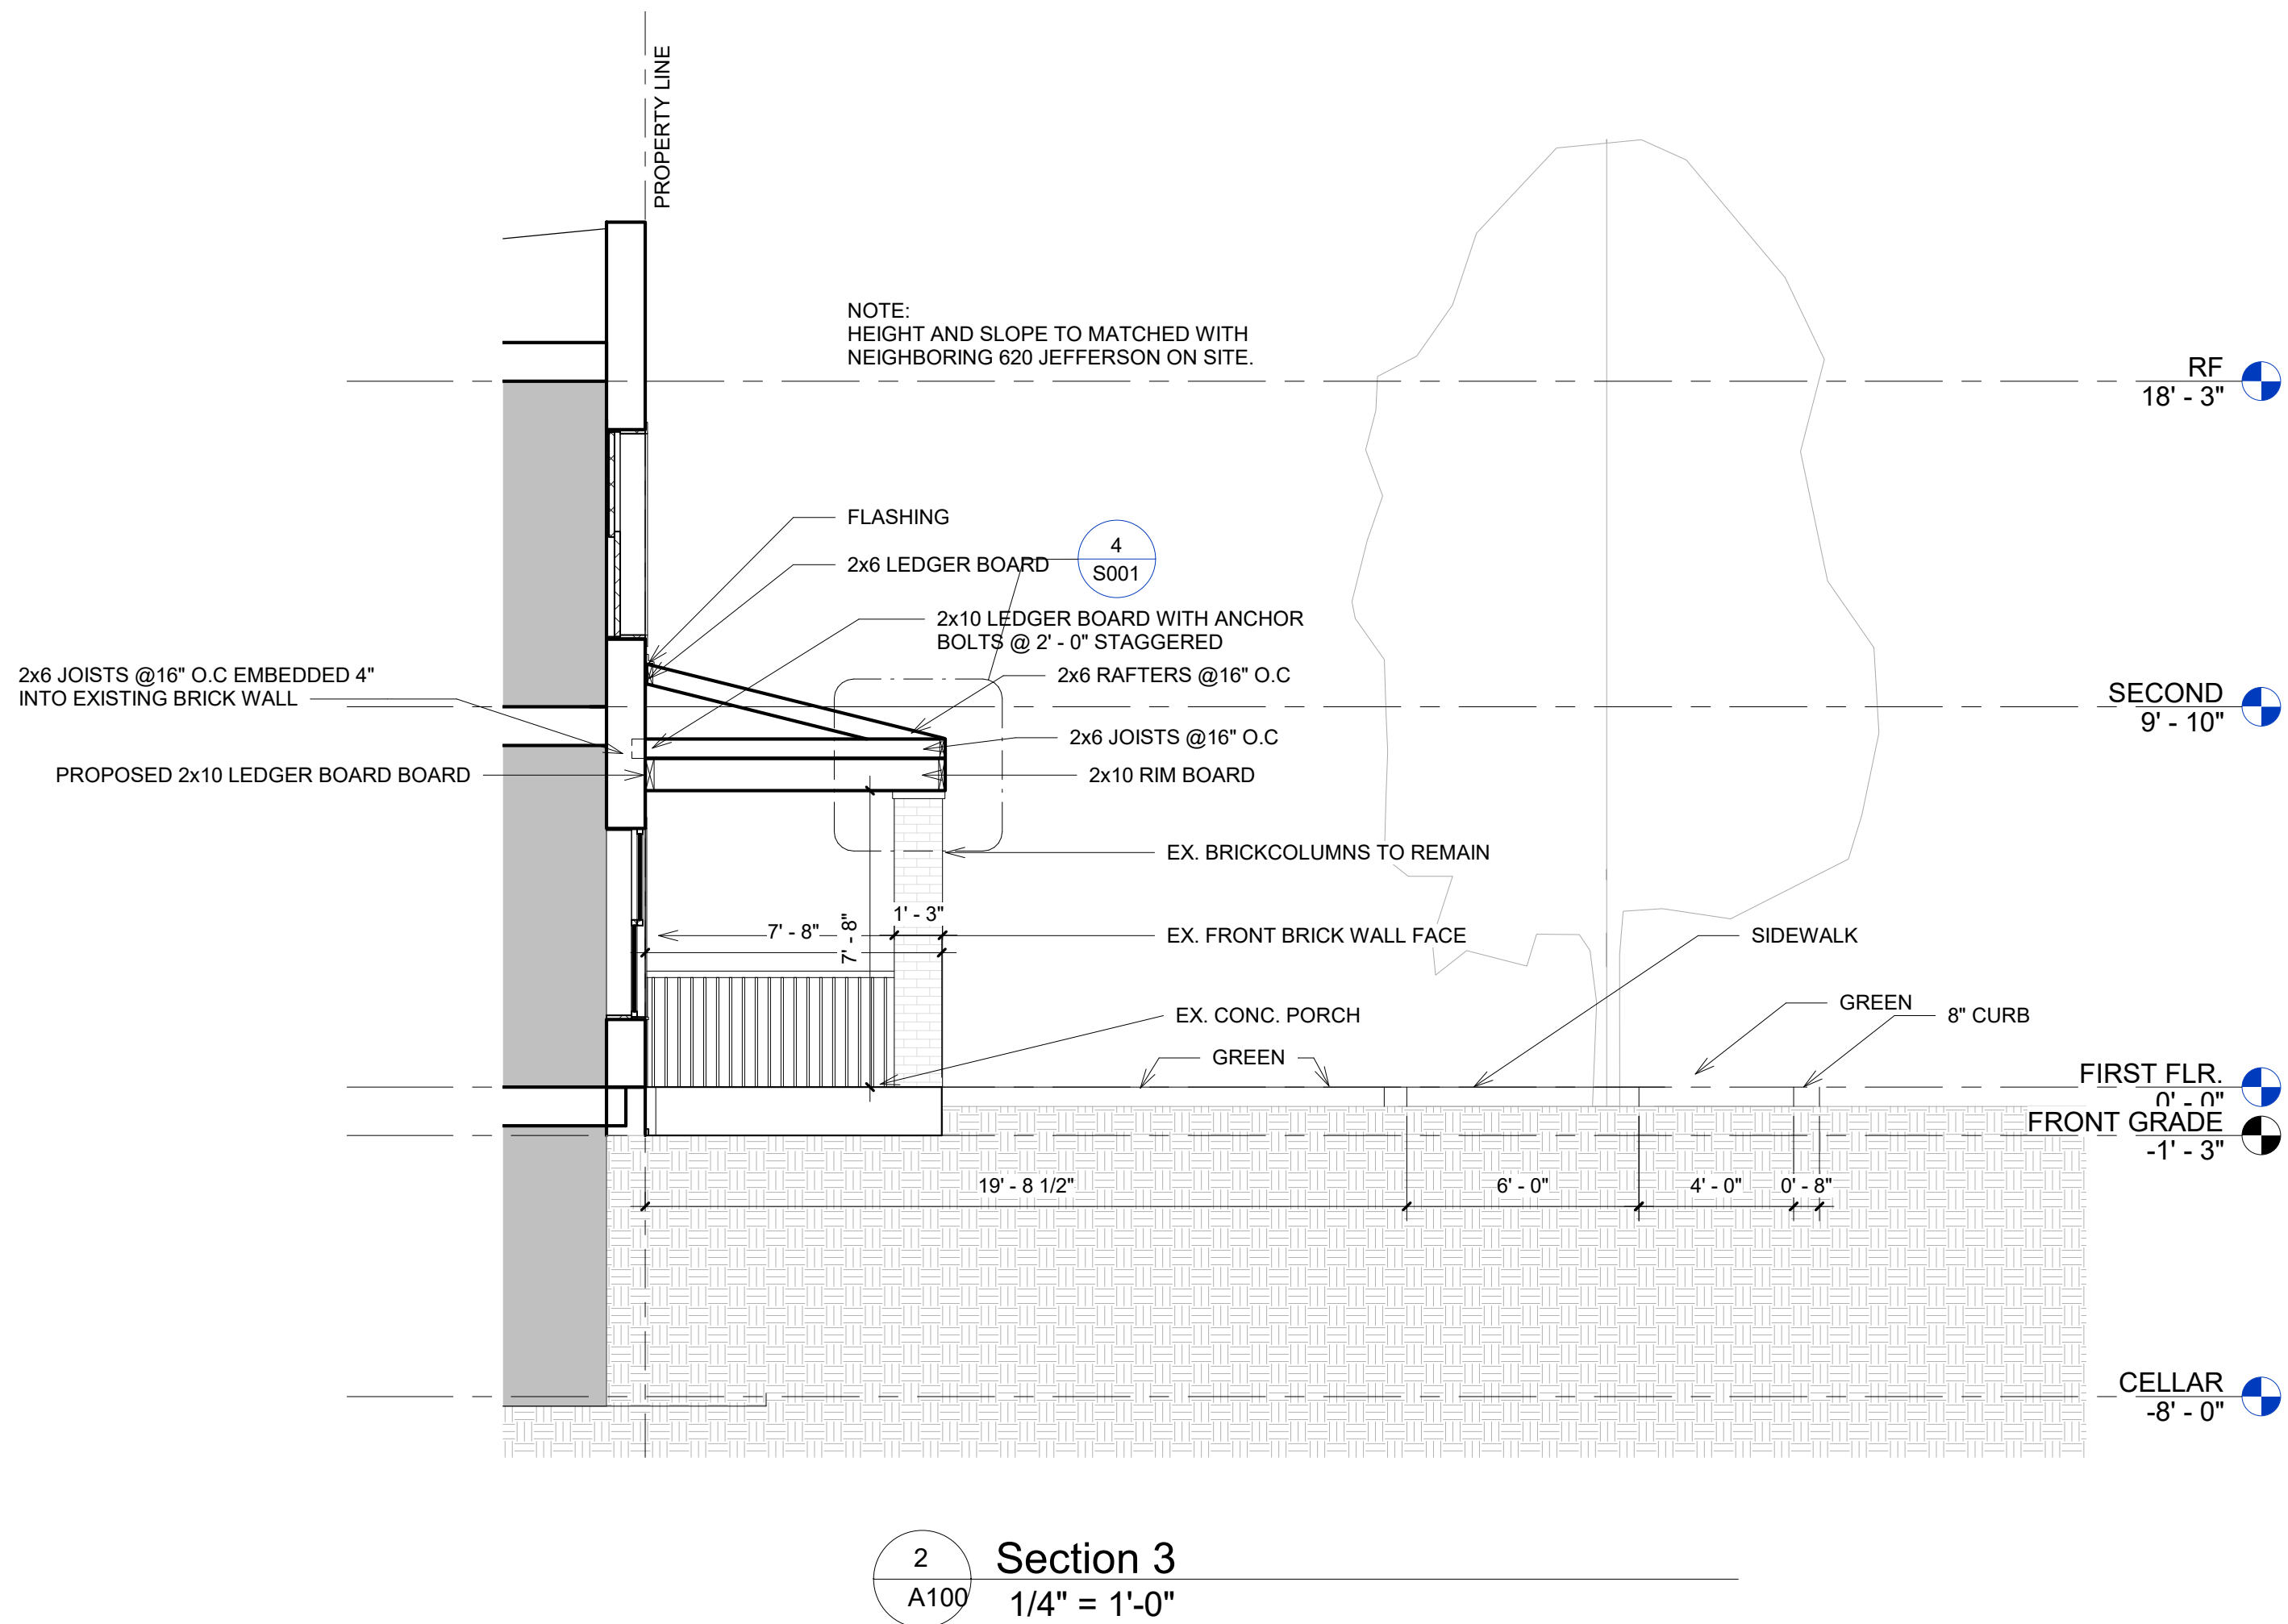 PROPERTY LINE
NOTE:
HEIGHT AND SLOPE TO MATCHED WITH
NEIGHBORING 620 JEFFERSON ON SITE.
RF
18' - 3"
FLASHING
4
S001
2x6 LEDGER BOARD
2x10 LEDGER BOARD WITH ANCHOR
BOLTS @ 2' - 0" STAGGERED
2x6 JOISTS @16" O.C EMBEDDED 4"
INTO EXISTING BRICK WALL
2x6 RAFTERS @16" O.C
SECOND
9' - 10"
2x6 JOISTS @16" O.C
PROPOSED 2x10 LEDGER BOARD BOARD
2x10 RIM BOARD
EX. BRICKCOLUMNS TO REMAIN
1' - 3"
7' - 8"
7' - 8"
EX. FRONT BRICK WALL FACE
SIDEWALK
GREEN
8" CURB
EX. CONC. PORCH
GREEN
FIRST FLR.
0' - 0"
FRONT GRADE
-1' - 3"
19' - 8 1/2"
6' - 0"
4' - 0"
0' - 8"
CELLAR
-8' - 0"
2
A100
Section 3
1/4" = 1'-0"